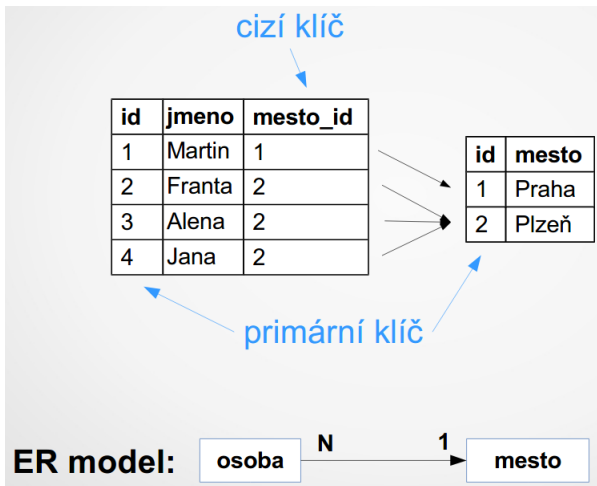 cizí klíč
id jmeno mesto_id
1 Martin 1
2 Franta 2
3 Alena 2
4 Jana 2
id mesto
1 Praha
2 Plzeň
primární klíč
ER model: osoba N 1 mesto